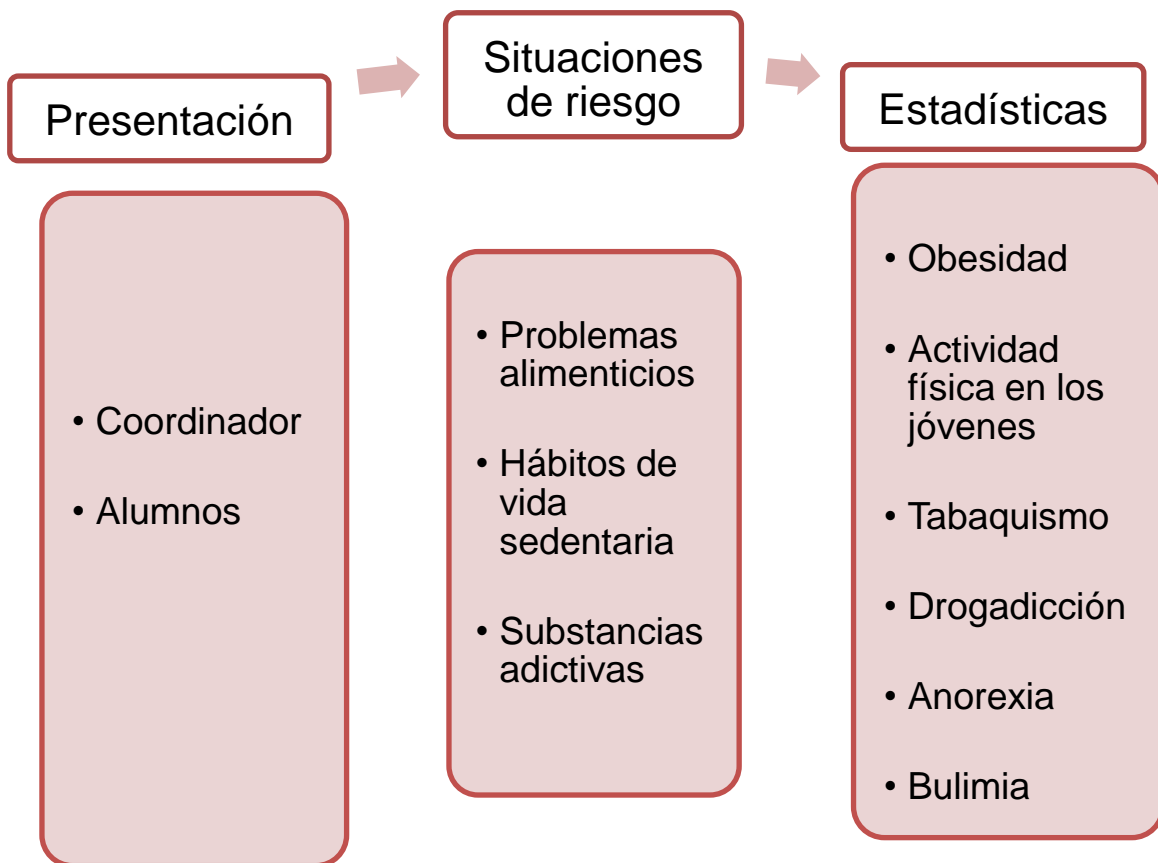 Presentación
• Coordinador
• Alumnos
Situaciones
de riesgo
• Problemas
alimenticios
• Hábitos de
vida
sedentaria
• Substancias
adictivas
Estadísticas
• Obesidad
• Actividad
física en los
jóvenes
• Tabaquismo
• Drogadicción
• Anorexia
• Bulimia